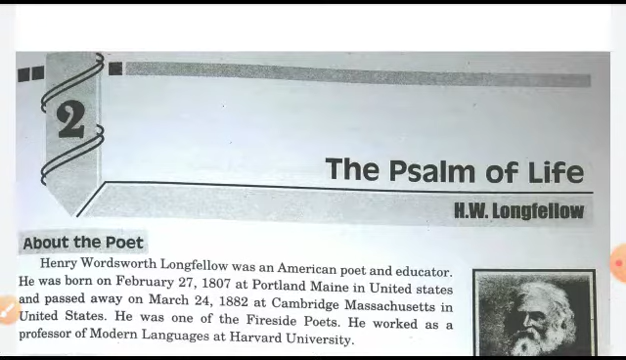 2
The Psalm of Life
H.W. Longfellow
About the Poet
Henry Wordsworth Longfellow was an American poet and educator.
He was born on February 27, 1807 at Portland Maine in United states
and passed away on March 24, 1882 at Cambridge Massachusetts in
United States. He was one of the Fireside Poets. He worked as a
professor of Modern Languages at Harvard University.